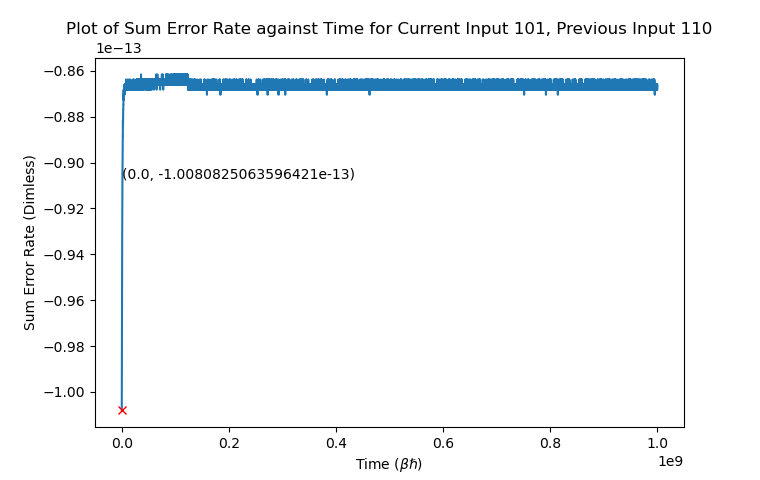 Plot of Sum Error Rate against Time for Current Input 101, Previous Input 110
1e−13
−0.86
−0.88
−0.90
(0.0, -1.0080825063596421e-13)
−0.92
−0.94
−0.96
−0.98
−1.00
Sum Error Rate (Dimless)
0.0 0.2 0.4 0.6 0.8 1.0
1e9
Time (βℏ)